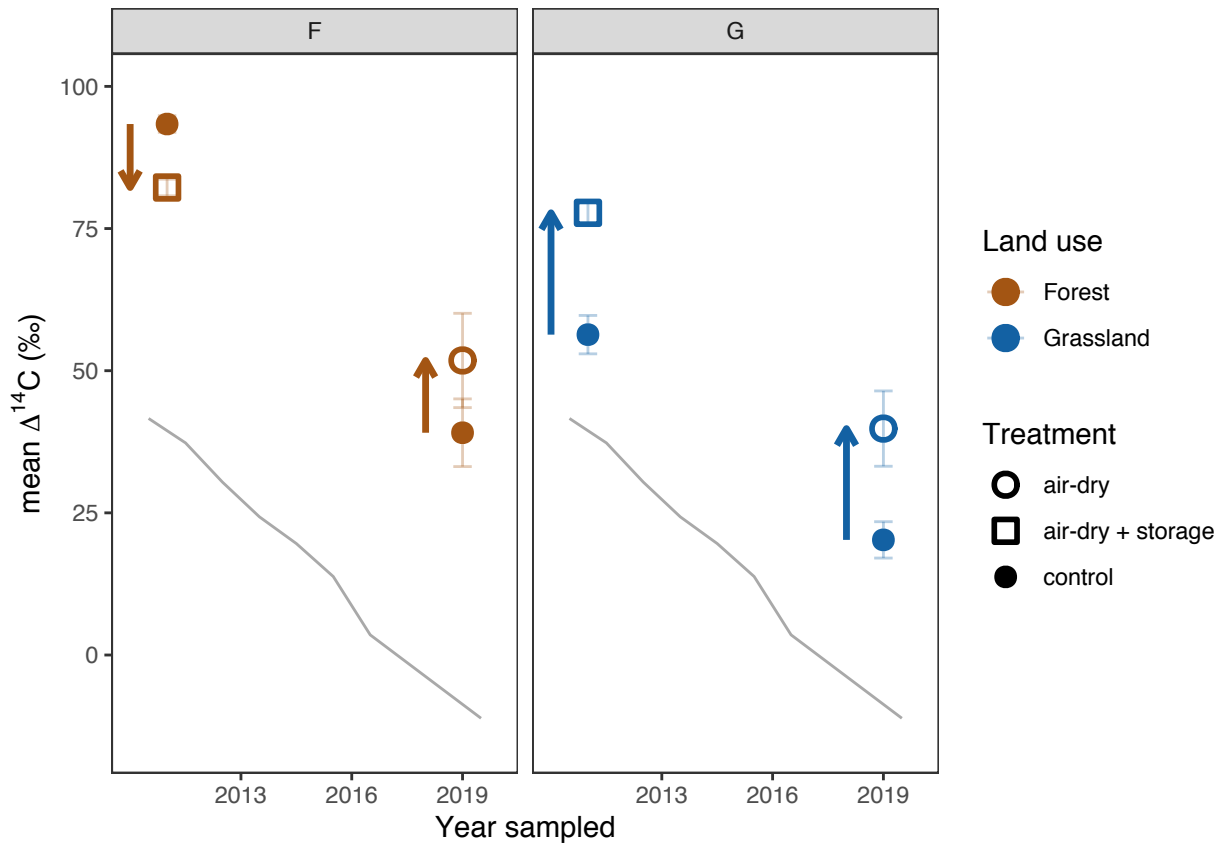 F
G
100
75
50
25
0
mean Δ¹⁴C (‰)
2013
2016
2019
2013
2016
2019
Year sampled
Land use
Forest
Grassland
Treatment
air-dry
air-dry + storage
control